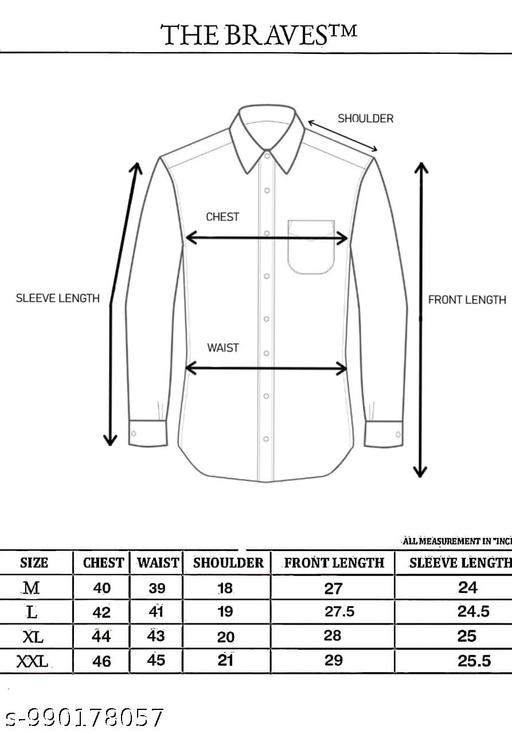 THE BRAVES™
SHOULDER
CHEST
SLEEVE LENGTH
FRONT LENGTH
WAIST
ALL MEASUREMENT IN "INC
SIZE CHEST WAIST SHOULDER FRONT LENGTH SLEEVE LENGTH
M 40 39 18 27 24
L 42 41 19 27.5 24.5
XL 44 43 20 28 25
XXL 46 45 21 29 25.5
s-990178057